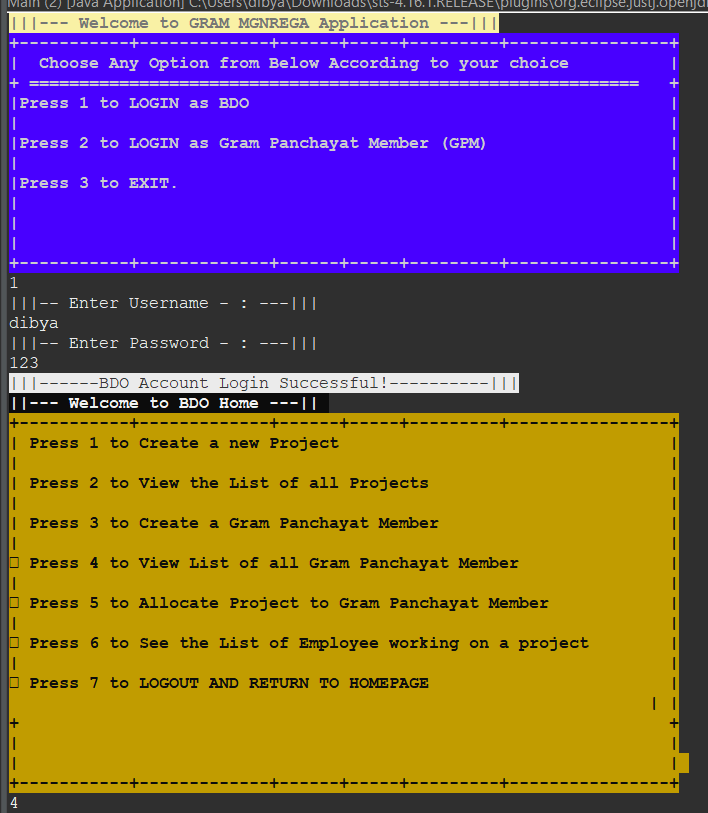 Main (2) [Java Application] C:\Users\dibya\Downloads\sts-4.16.1.RELEASE\plugins\org.eclipse.justj.openjd
|||--- Welcome to GRAM MGNREGA Application ---|||
+-----------+-------------+------+-----+---------+----------------+
|  Choose Any Option from Below According to your choice          |
+ =============================================================   +
|Press 1 to LOGIN as BDO                                          |
|                                                                 |
|Press 2 to LOGIN as Gram Panchayat Member (GPM)                  |
|                                                                 |
|Press 3 to EXIT.                                                 |
|                                                                 |
|                                                                 |
|                                                                 |
+-----------+-------------+------+-----+---------+----------------+
1
|||-- Enter Username - : ---|||
dibya
|||-- Enter Password - : ---|||
123
|||------BDO Account Login Successful!----------|||
||--- Welcome to BDO Home ---||
+-----------+-------------+------+-----+---------+----------------+
| Press 1 to Create a new Project                                 |
|                                                                 |
| Press 2 to View the List of all Projects                        |
|                                                                 |
| Press 3 to Create a Gram Panchayat Member                       |
|                                                                 |
□ Press 4 to View List of all Gram Panchayat Member               |
|                                                                 |
□ Press 5 to Allocate Project to Gram Panchayat Member            |
|                                                                 |
□ Press 6 to See the List of Employee working on a project        |
|                                                                 |
□ Press 7 to LOGOUT AND RETURN TO HOMEPAGE                        |
                                                                | |
+                                                                 +
|                                                                 |
|                                                                 |
+-----------+-------------+------+-----+---------+----------------+
4